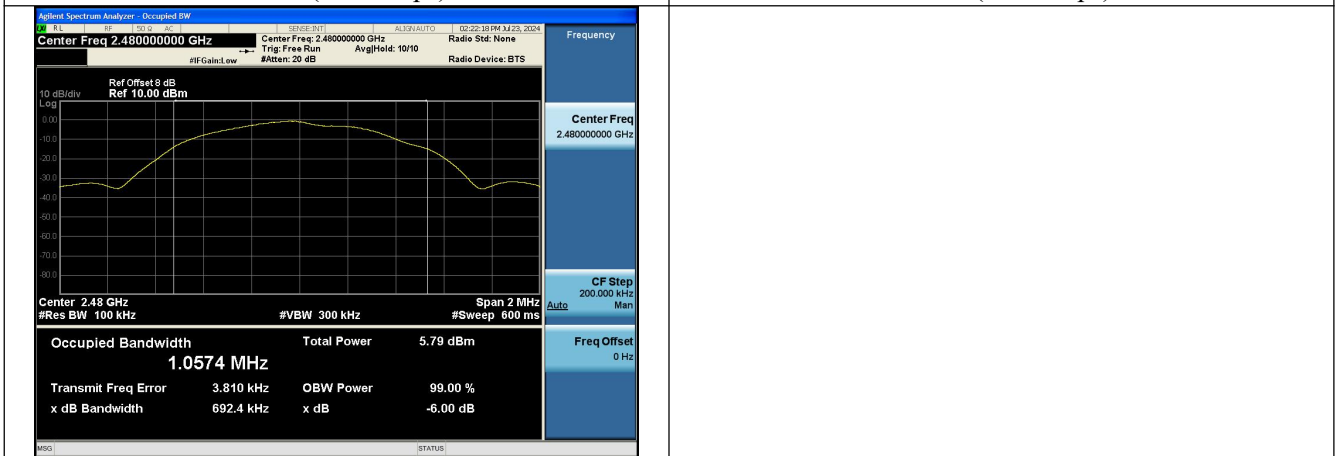 Agilent Spectrum Analyzer - Occupied BW
RL RF 50 Ω AC SENSE:INT ALIGN AUTO 02:22:18 PM Jul 23, 2024
Center Freq 2.480000000 GHz Center Freq: 2.480000000 GHz Radio Std: None
Trig: Free Run Avg|Hold: 10/10
#IFGain:Low #Atten: 20 dB Radio Device: BTS
Frequency
Ref Offset 8 dB
10 dB/div Ref 10.00 dBm
Log
0.00
-10.0
-20.0
-30.0
-40.0
-50.0
-60.0
-70.0
-80.0
Center Freq
2.480000000 GHz
Center 2.48 GHz Span 2 MHz
#Res BW 100 kHz #VBW 300 kHz #Sweep 600 ms
CF Step
200.000 kHz
Auto Man
Occupied Bandwidth Total Power 5.79 dBm
1.0574 MHz
Transmit Freq Error 3.810 kHz OBW Power 99.00 %
x dB Bandwidth 692.4 kHz x dB -6.00 dB
Freq Offset
0 Hz
MSG STATUS